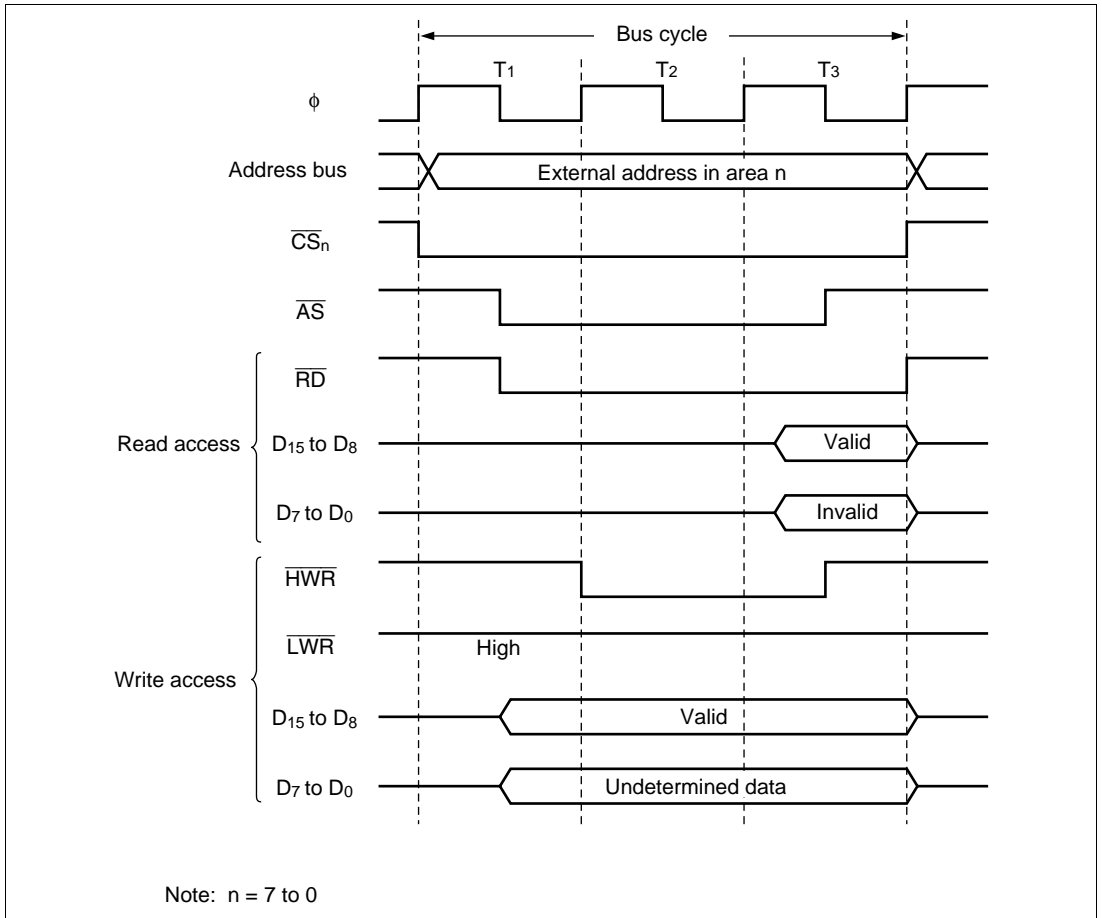 Bus cycle
T1 T2 T3
φ
Address bus External address in area n
CSn
AS
RD
Read access D15 to D8 Valid
D7 to D0 Invalid
HWR
LWR High
Write access
D15 to D8 Valid
D7 to D0 Undetermined data
Note: n = 7 to 0